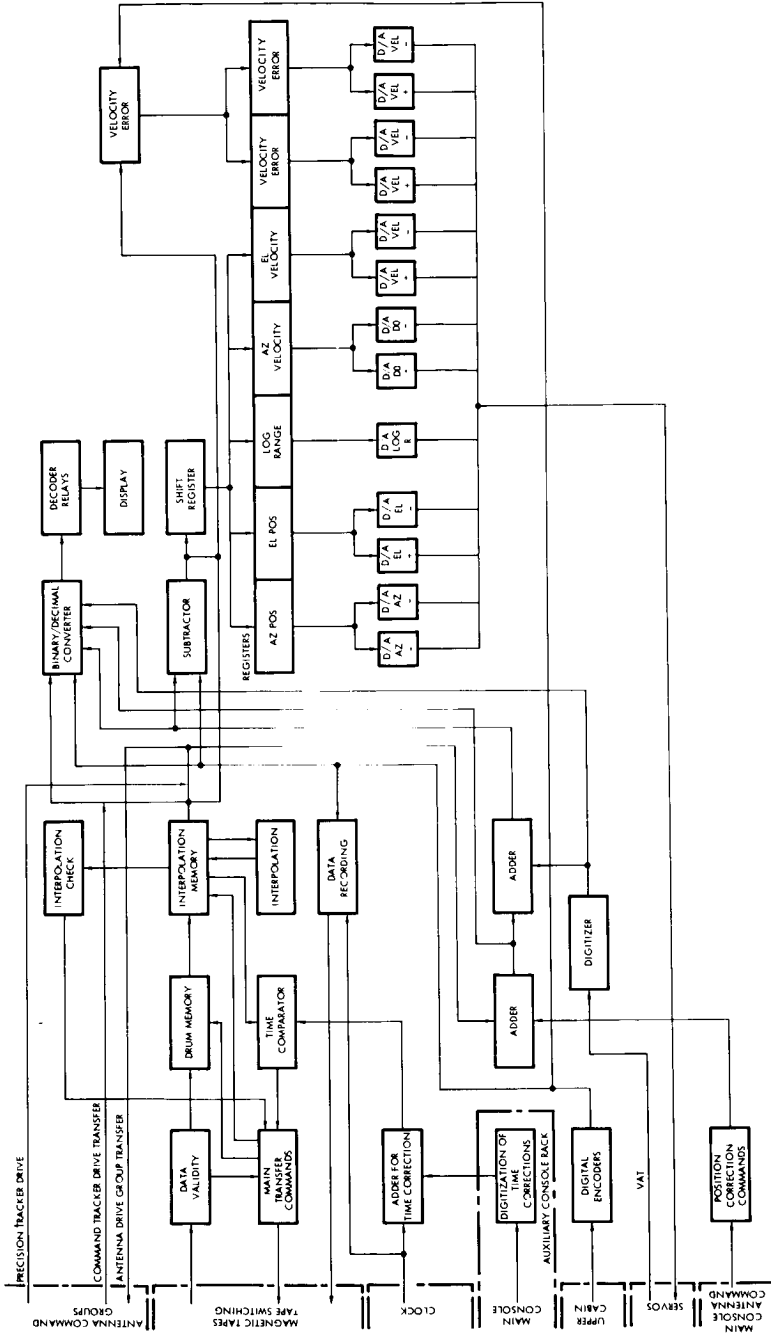 PRECISION TRACKER DRIVE
COMMAND TRACKER DRIVE TRANSFER
ANTENNA DRIVE GROUP TRANSFER
ANTENNA COMMAND
GROUPS
MAGNETIC TAPES
TAPE SWITCHING
CLOCK
MAIN
CONSOLE
UPPER
CABIN
SERVOS
MAIN
CONSOLE
ANTENNA
COMMAND
INTERPOLATION
CHECK
DATA
VALIDITY
DRUM MEMORY
INTERPOLATION
MEMORY
MAIN
TRANSFER
COMMANDS
TIME
COMPARATOR
INTERPOLATION
DATA
RECORDING
ADDER FOR
TIME CORRECTION
DIGITIZATION OF
TIME
CORRECTIONS
AUXILIARY CONSOLE RACK
DIGITAL
ENCODERS
VAT
POSITION
CORRECTION
COMMANDS
ADDER
ADDER
DIGITIZER
BINARY/DECIMAL
CONVERTER
DECODER
RELAYS
DISPLAY
SUBTRACTOR
SHIFT
REGISTER
VELOCITY
ERROR
REGISTERS
AZ POS
EL POS
LOG
RANGE
AZ
VELOCITY
EL
VELOCITY
VELOCITY
ERROR
VELOCITY
ERROR
D/A
AZ
-
D/A
AZ
-
D/A
EL
+
D/A
EL
-
D A
LOG
R
D/A
DO
-
D/A
DO
-
D/A
VEL
+
D/A
VEL
-
D/A
VEL
+
D/A
VEL
-
D/A
VEL
+
D/A
VEL
-